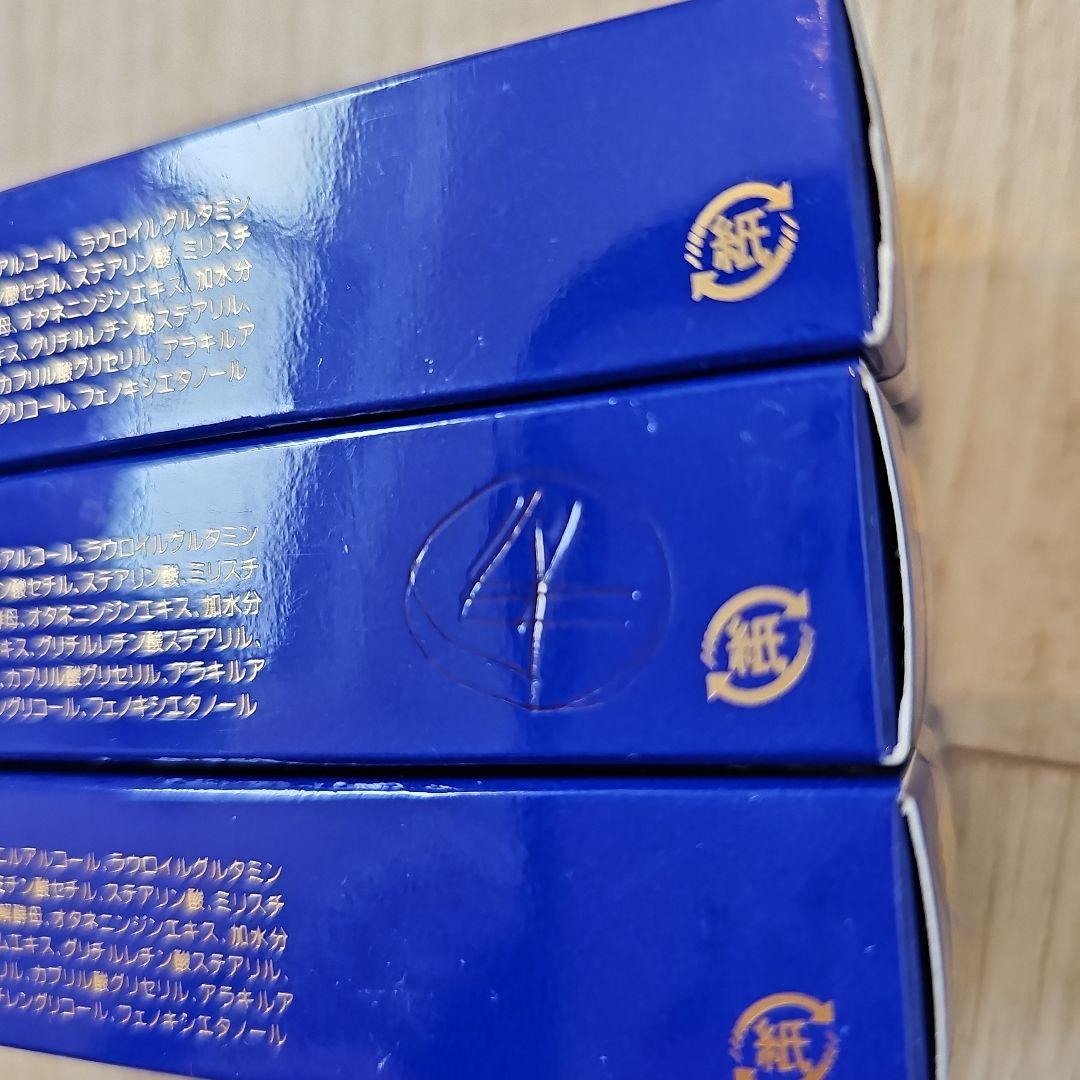 アルコール、ラウロイルグルタミン
酸セチル、ステアリン酸、ミリスチ
母、オタネニンジンエキス、加水分
キス、グリチルレチン酸ステアリル、
カプリル酸グリセリル、アラキルア
グリコール、フェノキシエタノール
紙
アルコール、ラウロイルグルタミン
ン酸セチル、ステアリン酸、ミリスチ
母、オタネニンジンエキス、加水分
キス、グリチルレチン酸ステアリル、
、カプリル酸グリセリル、アラキルア
ングリコール、フェノキシエタノール
4
紙
ニルアルコール、ラウロイルグルタミン
ミチン酸セチル、ステアリン酸、ミリスチ
解酵母、オタネニンジンエキス、加水分
ムエキス、グリチルレチン酸ステアリル、
リル、カプリル酸グリセリル、アラキルア
チレングリコール、フェノキシエタノール
紙